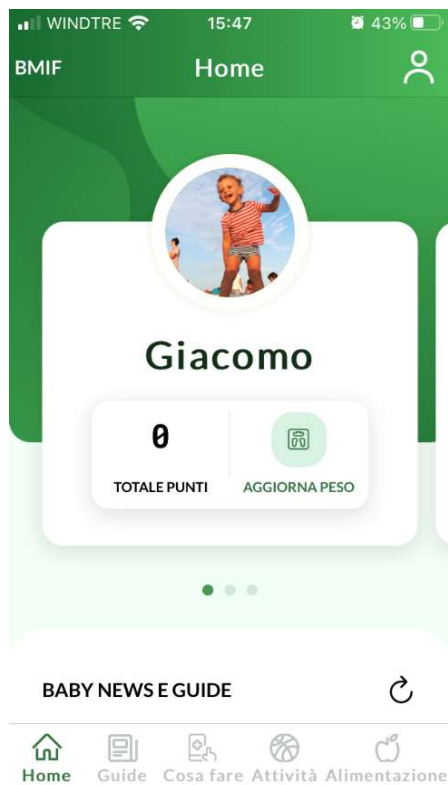 WINDTRE 15:47 43%
BMIF Home
Giacomo
0
TOTALE PUNTI AGGIORNA PESO
BABY NEWS E GUIDE
Home Guide Cosa fare Attività Alimentazione